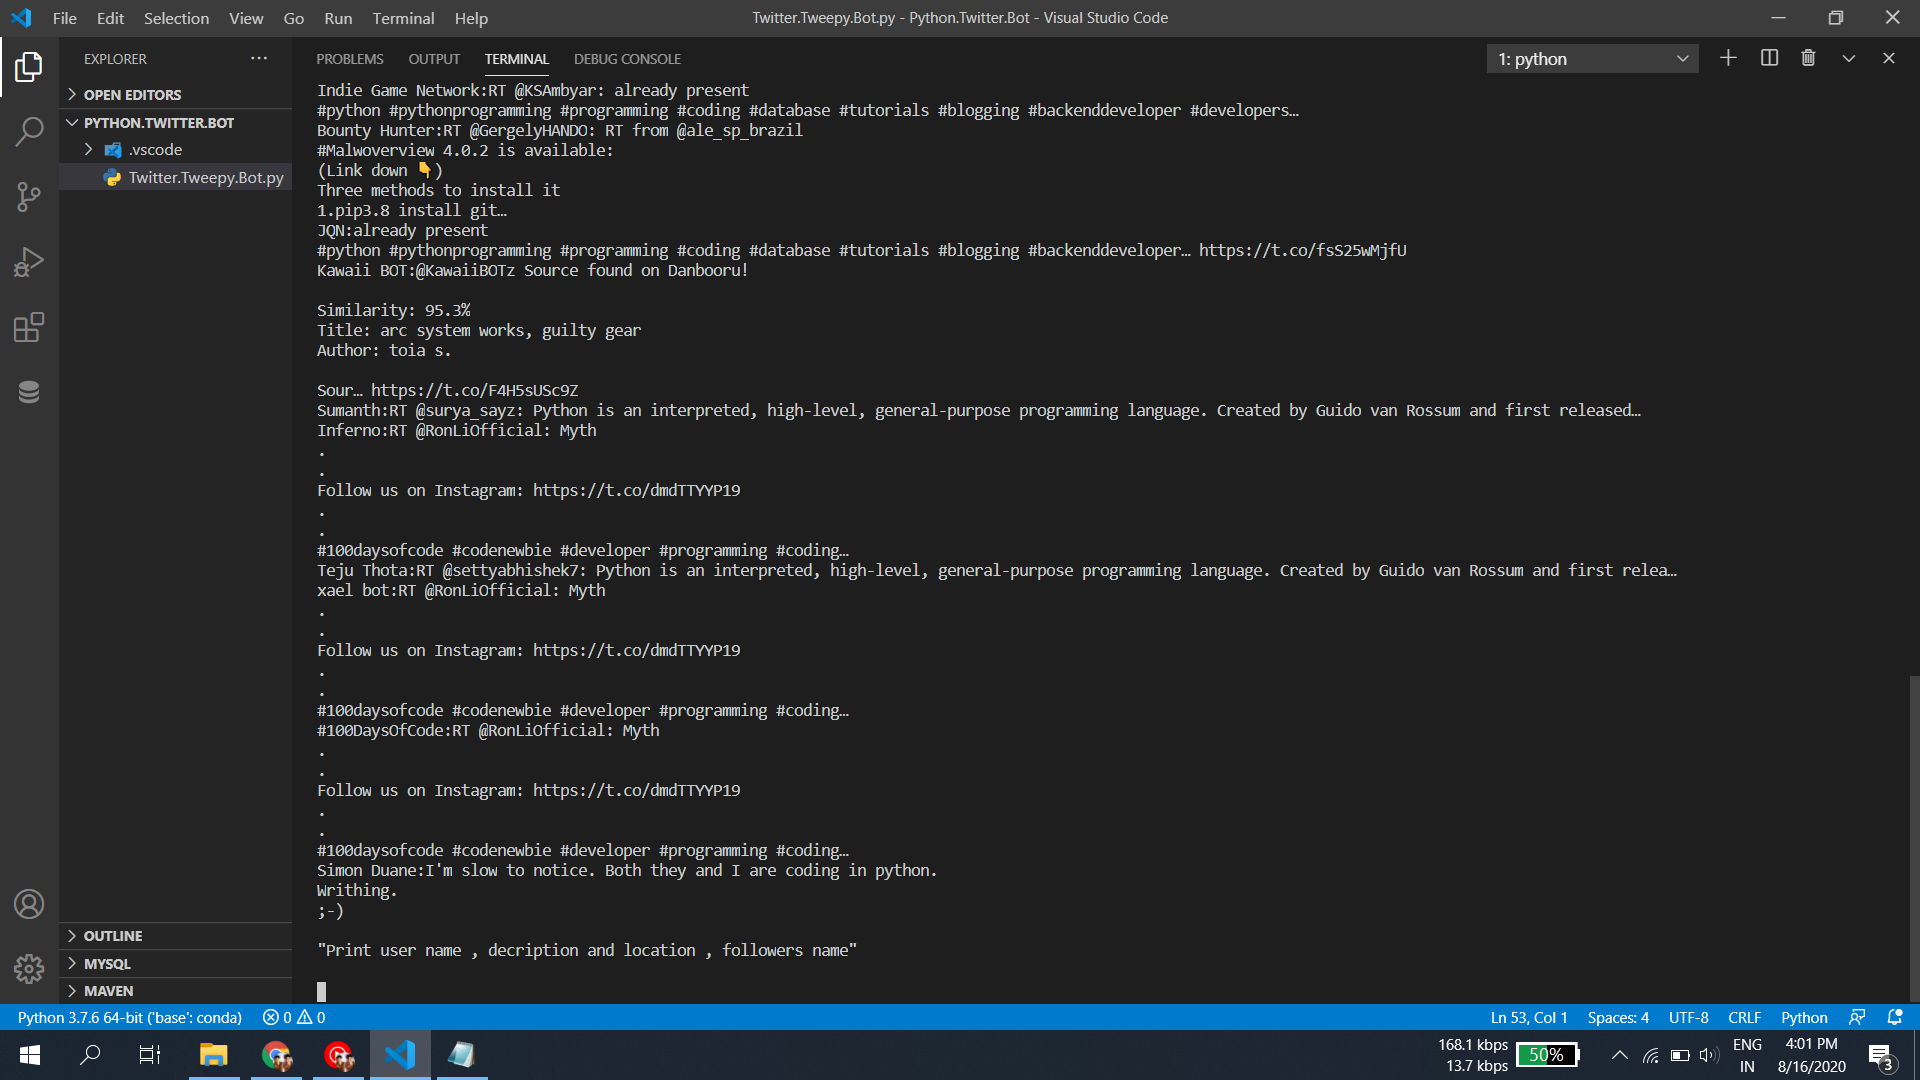 File Edit Selection View Go Run Terminal Help
Twitter.Tweepy.Bot.py - Python.Twitter.Bot - Visual Studio Code
EXPLORER
OPEN EDITORS
PYTHON.TWITTER.BOT
.vscode
Twitter.Tweepy.Bot.py
OUTLINE
MYSQL
MAVEN
PROBLEMS OUTPUT TERMINAL DEBUG CONSOLE
1: python
Indie Game Network:RT @KSAmbyar: already present
#python #pythonprogramming #programming #coding #database #tutorials #blogging #backenddeveloper #developers…
Bounty Hunter:RT @GergelyHANDO: RT from @ale_sp_brazil
#Malwoverview 4.0.2 is available:
(Link down 👇)
Three methods to install it
1.pip3.8 install git…
JQN:already present
#python #pythonprogramming #programming #coding #database #tutorials #blogging #backenddeveloper… https://t.co/fsS25wMjfU
Kawaii BOT:@KawaiiBOTz Source found on Danbooru!
Similarity: 95.3%
Title: arc system works, guilty gear
Author: toia s.
Sour… https://t.co/F4H5sUSc9Z
Sumanth:RT @surya_sayz: Python is an interpreted, high-level, general-purpose programming language. Created by Guido van Rossum and first released…
Inferno:RT @RonLiOfficial: Myth
.
.
Follow us on Instagram: https://t.co/dmdTTYYP19
.
.
#100daysofcode #codenewbie #developer #programming #coding…
Teju Thota:RT @settyabhishek7: Python is an interpreted, high-level, general-purpose programming language. Created by Guido van Rossum and first relea…
xael bot:RT @RonLiOfficial: Myth
.
.
Follow us on Instagram: https://t.co/dmdTTYYP19
.
.
#100daysofcode #codenewbie #developer #programming #coding…
#100DaysOfCode:RT @RonLiOfficial: Myth
.
.
Follow us on Instagram: https://t.co/dmdTTYYP19
.
.
#100daysofcode #codenewbie #developer #programming #coding…
Simon Duane:I'm slow to notice. Both they and I are coding in python.
Writhing.
;-)
"Print user name , decription and location , followers name"
Python 3.7.6 64-bit ('base': conda) 0 0
Ln 53, Col 1 Spaces: 4 UTF-8 CRLF Python
168.1 kbps
13.7 kbps
50%
ENG
IN
4:01 PM
8/16/2020
3